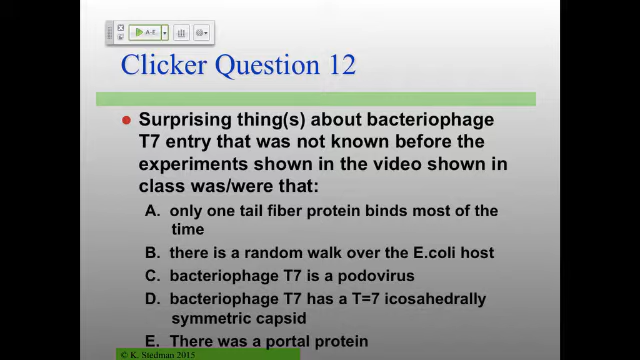 A-E
Clicker Question 12
Surprising thing(s) about bacteriophage
T7 entry that was not known before the
experiments shown in the video shown in
class was/were that:
A. only one tail fiber protein binds most of the
time
B. there is a random walk over the E.coli host
C. bacteriophage T7 is a podovirus
D. bacteriophage T7 has a T=7 icosahedrally
symmetric capsid
E. There was a portal protein
© K. Stedman 2015